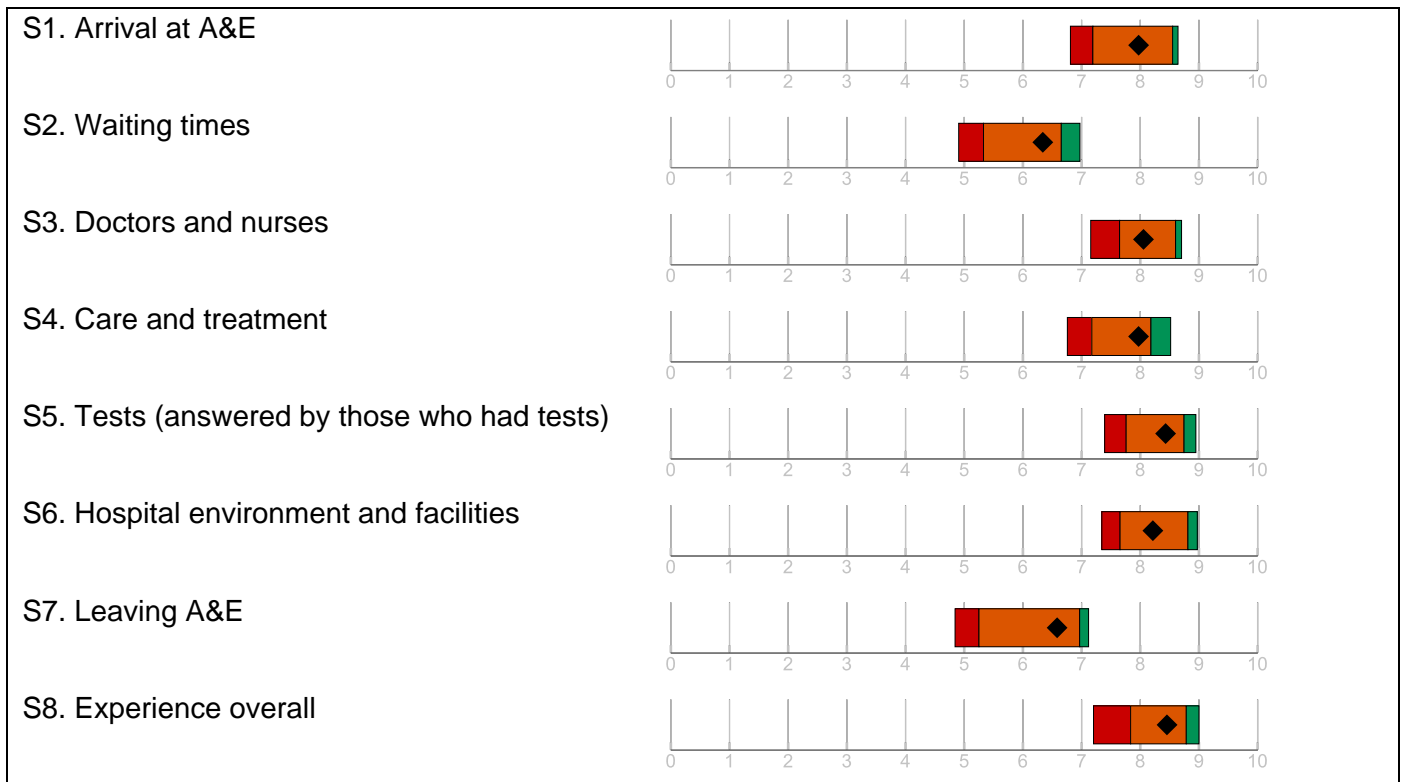 S1. Arrival at A&E
0 1 2 3 4 5 6 7 8 9 10
S2. Waiting times
0 1 2 3 4 5 6 7 8 9 10
S3. Doctors and nurses
0 1 2 3 4 5 6 7 8 9 10
S4. Care and treatment
0 1 2 3 4 5 6 7 8 9 10
S5. Tests (answered by those who had tests)
0 1 2 3 4 5 6 7 8 9 10
S6. Hospital environment and facilities
0 1 2 3 4 5 6 7 8 9 10
S7. Leaving A&E
0 1 2 3 4 5 6 7 8 9 10
S8. Experience overall
0 1 2 3 4 5 6 7 8 9 10